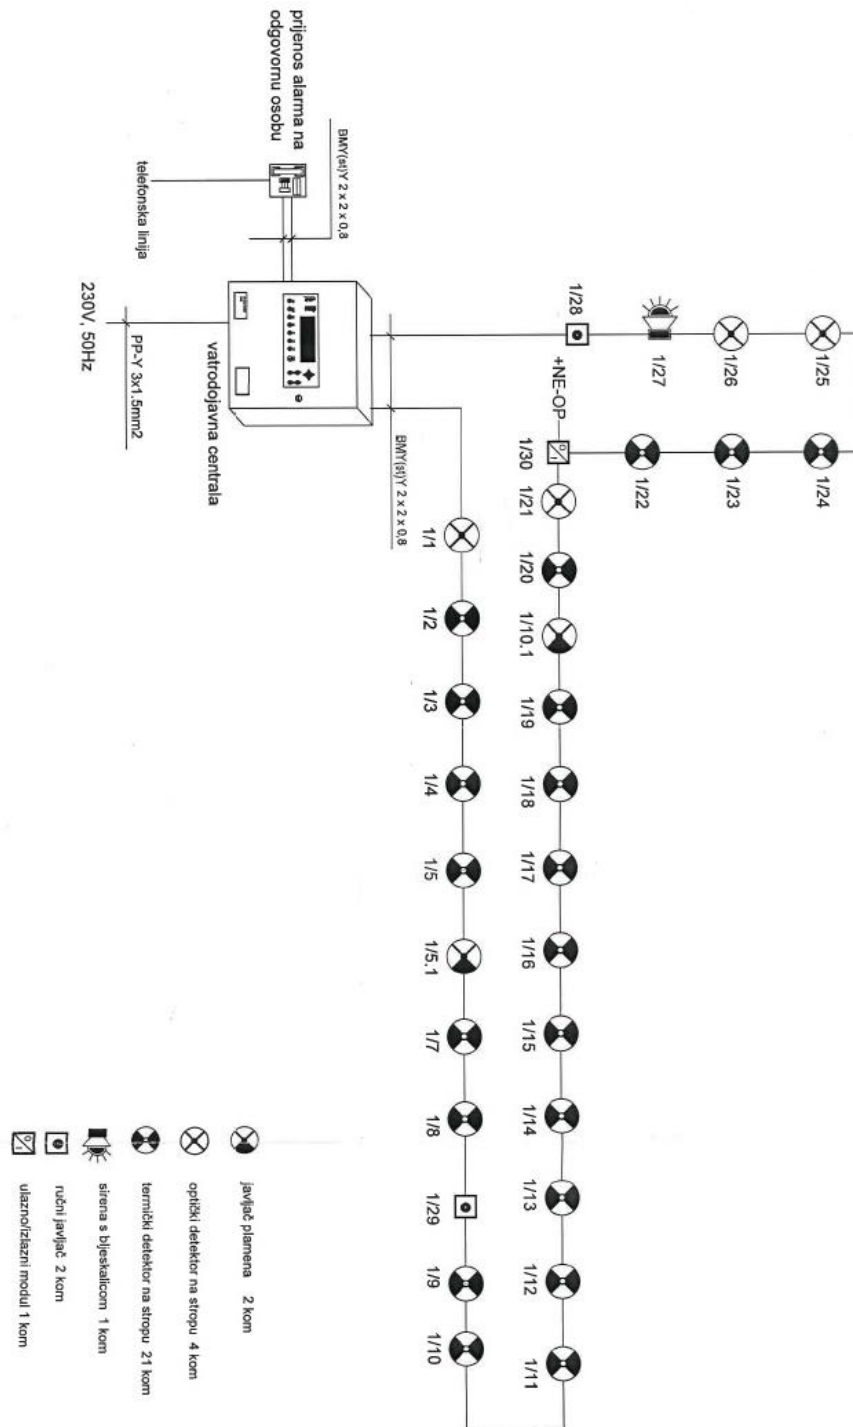 prijenos alarma na
odgovornu osobu
BMY(st)Y 2 x 2 x 0,8
telefonska linija
230V, 50Hz
PP-Y 3x1.5mm2
vatrodojavna centrala
BMY(st)Y 2 x 2 x 0,8
1/28
1/27
1/26
1/25
+NE-OP
1/30
1/22
1/23
1/24
1/21
1/20
1/10.1
1/19
1/18
1/17
1/16
1/15
1/14
1/13
1/12
1/11
1/1
1/2
1/3
1/4
1/5
1/5.1
1/7
1/8
1/29
1/9
1/10
javljač plamena 2 kom
optički detektor na stropu 4 kom
termički detektor na stropu 21 kom
sirena s bljeskalicom 1 kom
ručni javljač 2 kom
ulazno/izlazni modul 1 kom